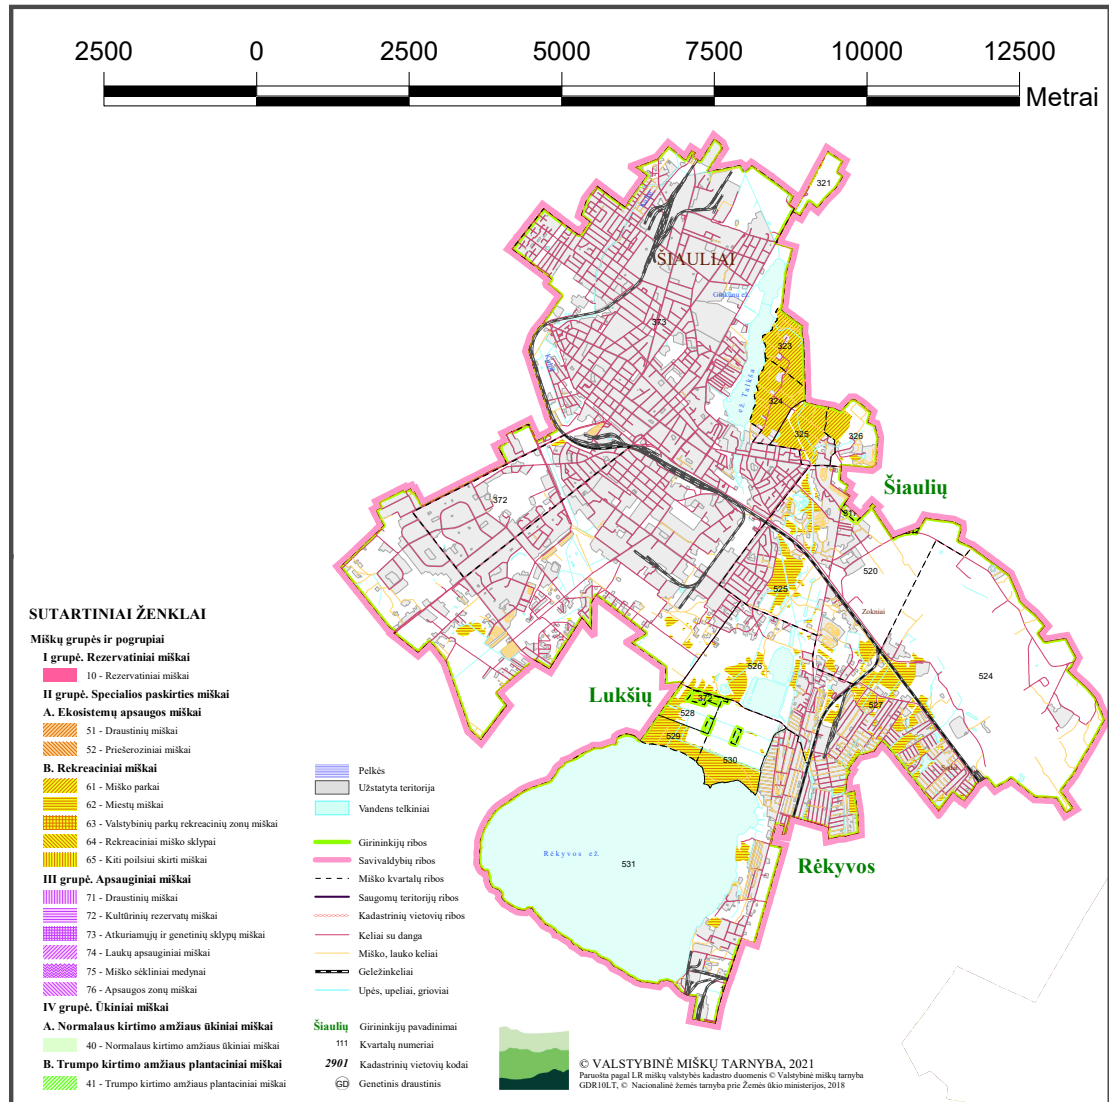 2500 0 2500 5000 7500 10000 12500
Metrai
321
ŠIAULIAI
Ginkūnų ež.
373
323
ež. Talkša
324
325
326
Šiaulių
372
520
525
Zokniai
526
524
Lukšių
372
527
528
529
530
Rėkyvos ež.
531
Rėkyvos
SUTARTINIAI ŽENKLAI
Miškų grupės ir pogrupiai
I grupė. Rezervatiniai miškai
10 - Rezervatiniai miškai
II grupė. Specialios paskirties miškai
A. Ekosistemų apsaugos miškai
51 - Draustinių miškai
52 - Priešeroziniai miškai
B. Rekreaciniai miškai
61 - Miško parkai
62 - Miestų miškai
63 - Valstybinių parkų rekreacinių zonų miškai
64 - Rekreaciniai miško sklypai
65 - Kiti poilsiui skirti miškai
III grupė. Apsauginiai miškai
71 - Draustinių miškai
72 - Kultūrinių rezervatų miškai
73 - Atkuriamųjų ir genetinių sklypų miškai
74 - Laukų apsauginiai miškai
75 - Miško sėkliniai medynai
76 - Apsaugos zonų miškai
IV grupė. Ūkiniai miškai
A. Normalaus kirtimo amžiaus ūkiniai miškai
40 - Normalaus kirtimo amžiaus ūkiniai miškai
B. Trumpo kirtimo amžiaus plantaciniai miškai
41 - Trumpo kirtimo amžiaus plantaciniai miškai
Pelkės
Užstatyta teritorija
Vandens telkiniai
Girininkijų ribos
Savivaldybių ribos
Miško kvartalų ribos
Saugomų teritorijų ribos
Kadastrinių vietovių ribos
Keliai su danga
Miško, lauko keliai
Geležinkeliai
Upės, upeliai, grioviai
Šiaulių Girininkijų pavadinimai
111 Kvartalų numeriai
2901 Kadastrinių vietovių kodai
GD Genetinis draustinis
© VALSTYBINĖ MIŠKŲ TARNYBA, 2021
Paruošta pagal LR miškų valstybės kadastro duomenis © Valstybinė miškų tarnyba
GDR10LT, © Nacionalinė žemės tarnyba prie Žemės ūkio ministerijos, 2018